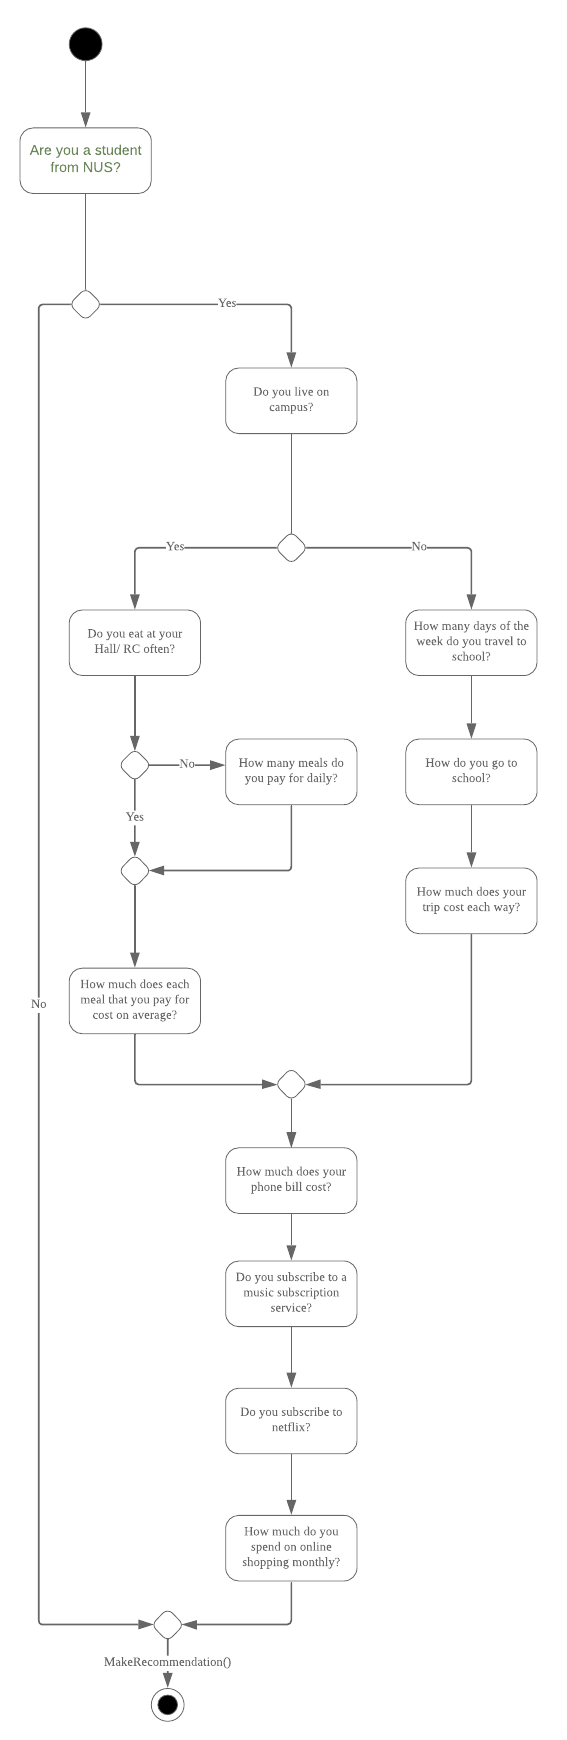 Are you a student
from NUS?
Yes
Do you live on
campus?
Yes
No
Do you eat at your
Hall/ RC often?
How many days of the
week do you travel to
school?
No
How many meals do
you pay for daily?
How do you go to
school?
Yes
How much does your
trip cost each way?
How much does each
meal that you pay for
cost on average?
No
How much does your
phone bill cost?
Do you subscribe to a
music subscription
service?
Do you subscribe to
netflix?
How much do you
spend on online
shopping monthly?
MakeRecommendation()